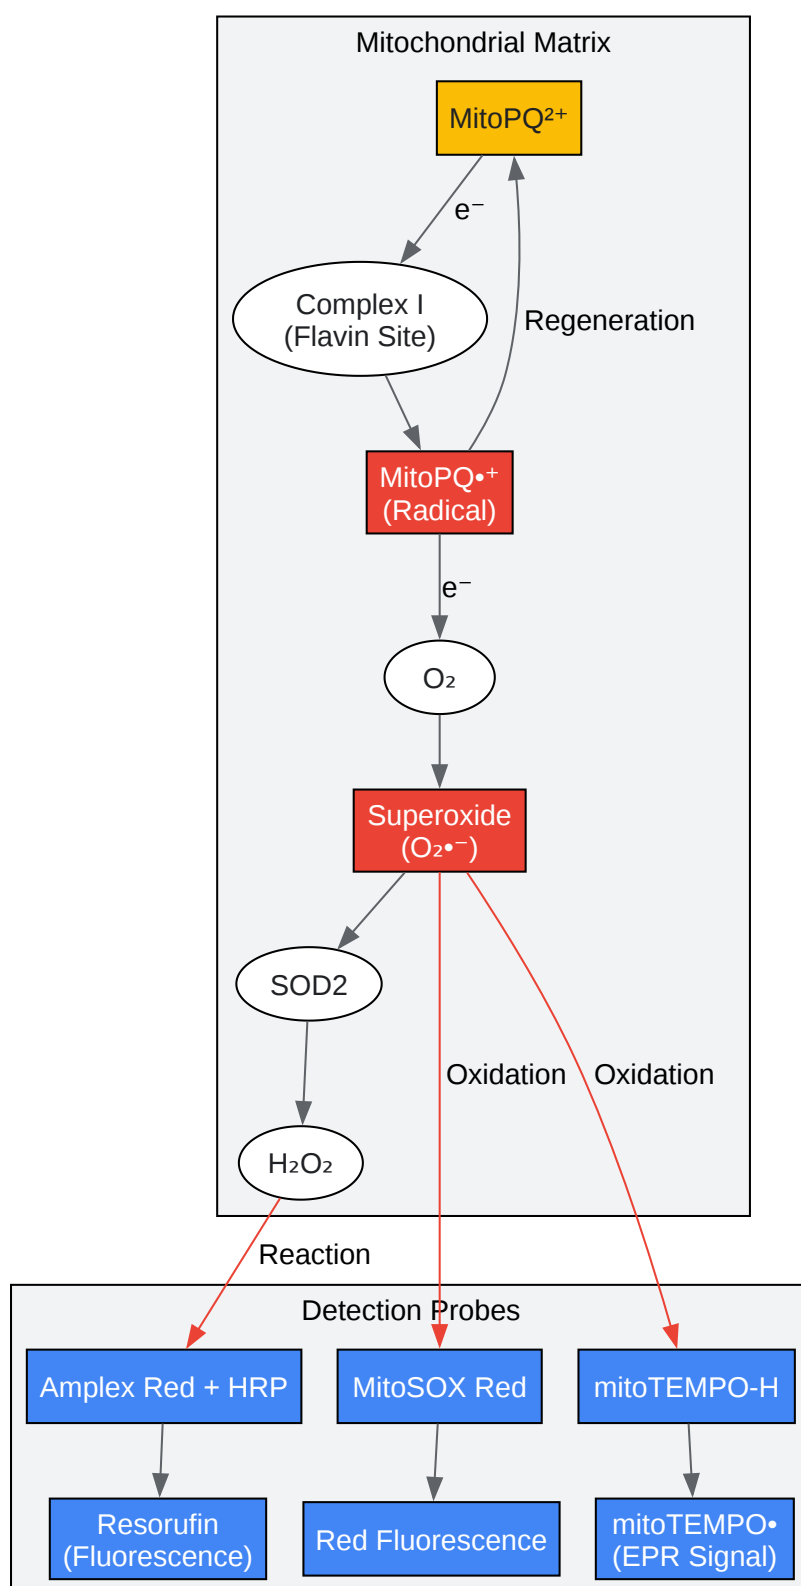 Mitochondrial Matrix
MitoPQ²⁺
e⁻
Complex I
(Flavin Site)
Regeneration
MitoPQ•⁺
(Radical)
e⁻
O₂
Superoxide
(O₂•⁻)
SOD2
Oxidation
Oxidation
H₂O₂
Reaction
Detection Probes
Amplex Red + HRP
MitoSOX Red
mitoTEMPO-H
Resorufin
(Fluorescence)
Red Fluorescence
mitoTEMPO•
(EPR Signal)